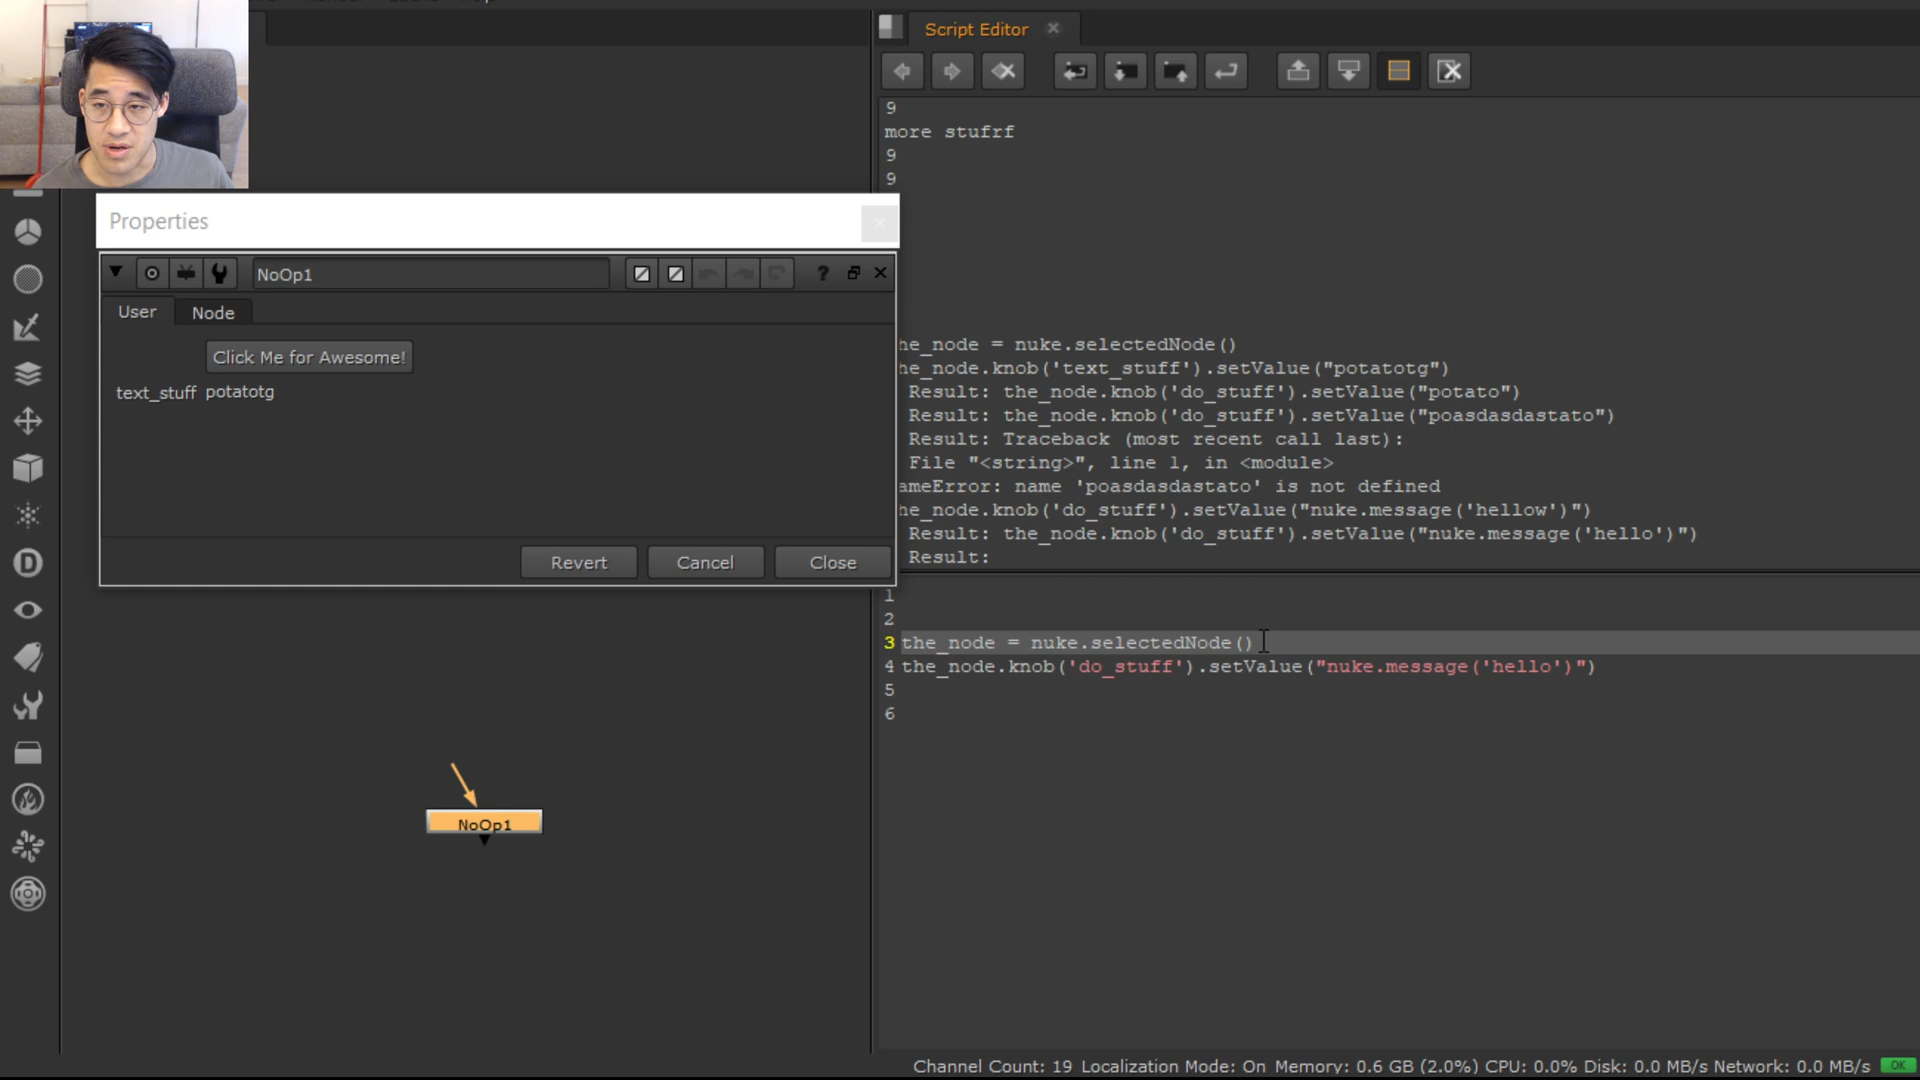 Script Editor
9
more stufrf
9
9
Properties
NoOp1
User
Node
Click Me for Awesome!
text_stuff potatotg
Revert
Cancel
Close
he_node = nuke.selectedNode()
he_node.knob('text_stuff').setValue("potatotg")
Result: the_node.knob('do_stuff').setValue("potato")
Result: the_node.knob('do_stuff').setValue("poasdasdastato")
Result: Traceback (most recent call last):
File "<string>", line 1, in <module>
ameError: name 'poasdasdastato' is not defined
he_node.knob('do_stuff').setValue("nuke.message('hellow')")
Result: the_node.knob('do_stuff').setValue("nuke.message('hello')")
Result:
1
2
3 the_node = nuke.selectedNode()
4 the_node.knob('do_stuff').setValue("nuke.message('hello')")
5
6
NoOp1
Channel Count: 19 Localization Mode: On Memory: 0.6 GB (2.0%) CPU: 0.0% Disk: 0.0 MB/s Network: 0.0 MB/s OK